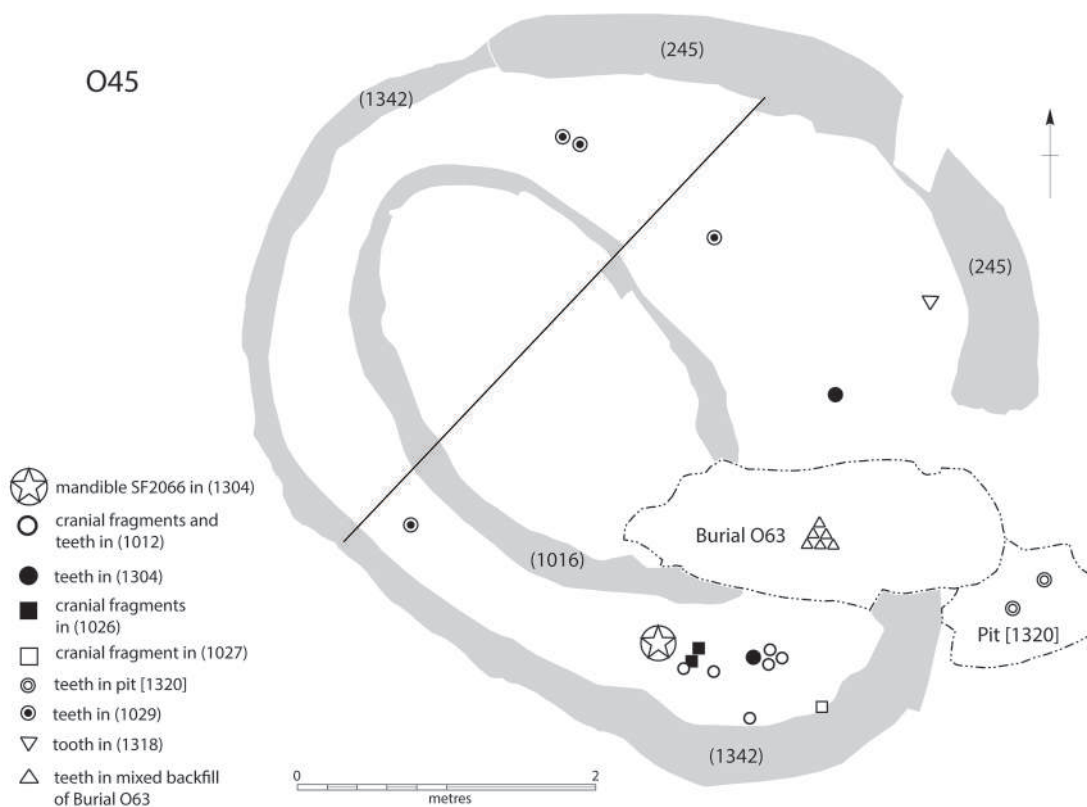 O45
(245)
(1342)
(245)
Burial O63
(1016)
Pit [1320]
(1342)
mandible SF2066 in (1304)
cranial fragments and
teeth in (1012)
teeth in (1304)
cranial fragments
in (1026)
cranial fragment in (1027)
teeth in pit [1320]
teeth in (1029)
tooth in (1318)
teeth in mixed backfill
of Burial O63
0 2
metres